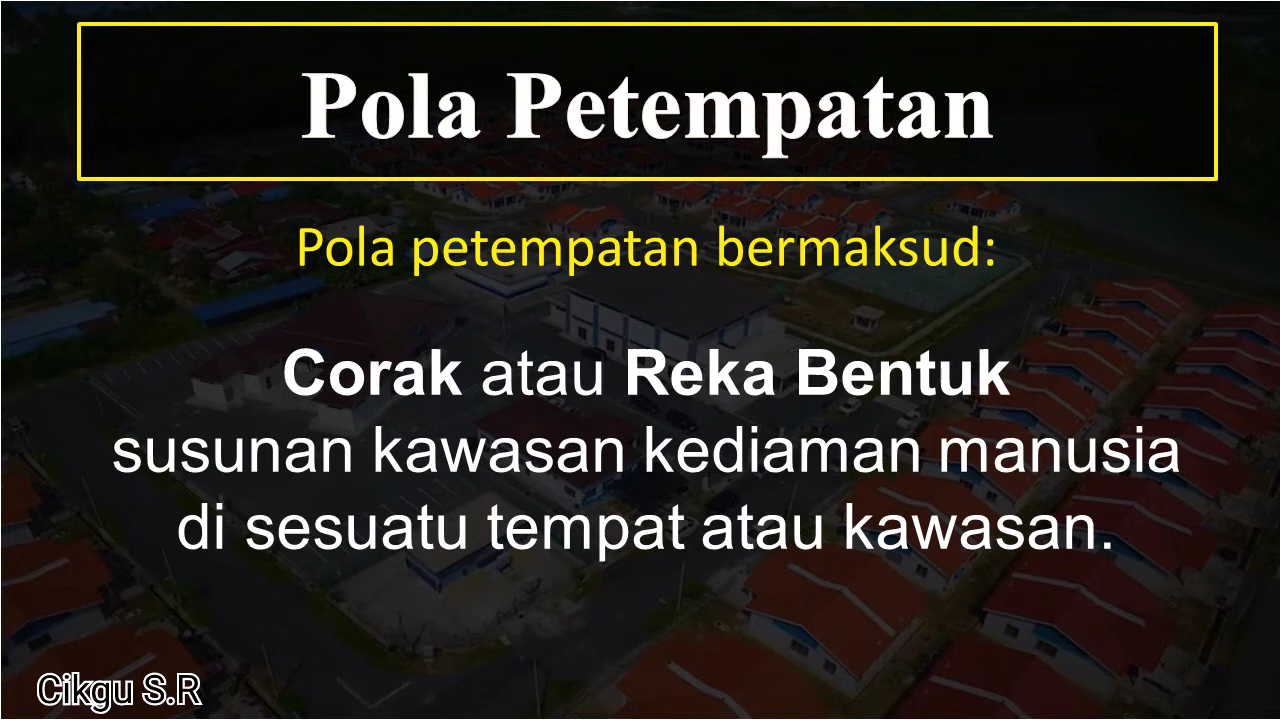 Pola Petempatan
Pola petempatan bermaksud:
Corak atau Reka Bentuk
susunan kawasan kediaman manusia
di sesuatu tempat atau kawasan.
Cikgu S.R